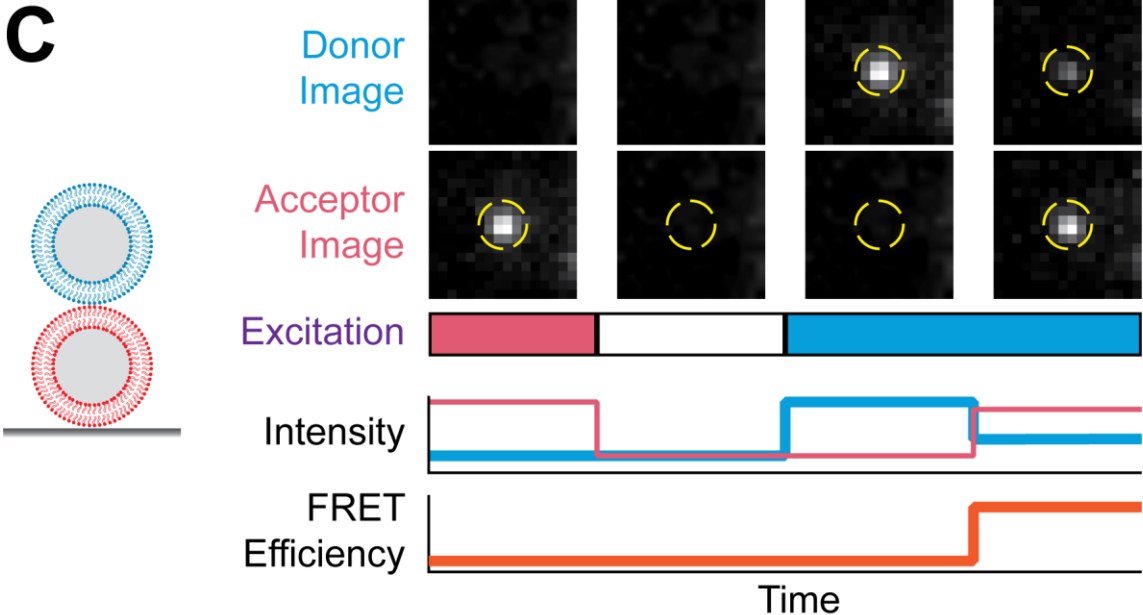 C
Donor
Image
Acceptor
Image
Excitation
Intensity
FRET
Efficiency
Time